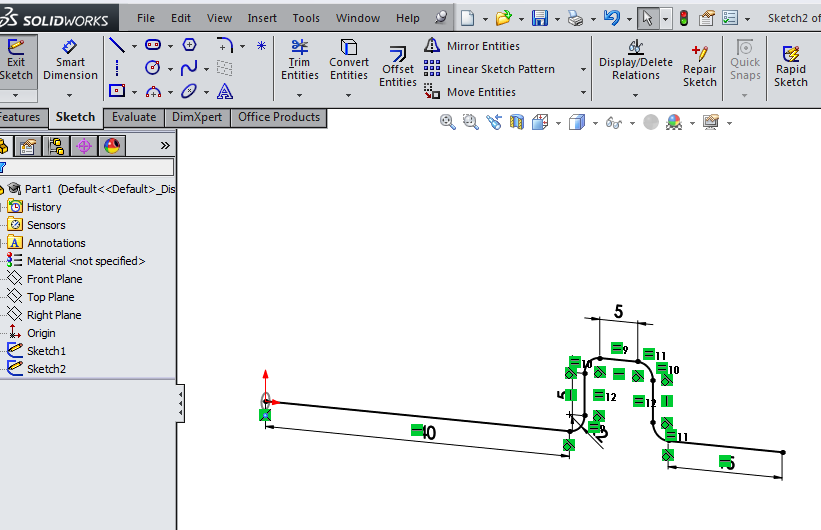 SOLIDWORKS File Edit View Insert Tools Window Help Sketch2 of
Exit Sketch
Smart Dimension
Trim Entities
Convert Entities
Offset Entities
Mirror Entities
Linear Sketch Pattern
Move Entities
Display/Delete Relations
Repair Sketch
Quick Snaps
Rapid Sketch
Features Sketch Evaluate DimXpert Office Products
Part1 (Default<<Default>_Dis
History
Sensors
A Annotations
Material <not specified>
Front Plane
Top Plane
Right Plane
Origin
Sketch1
Sketch2
5
9 11
10 10
5 12 12
9 11
40
15